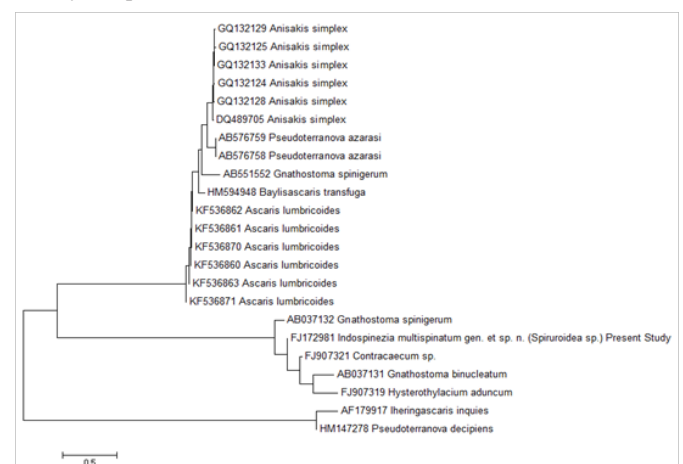 GQ132129 Anisakis simplex
GQ132125 Anisakis simplex
GQ132133 Anisakis simplex
GQ132124 Anisakis simplex
GQ132128 Anisakis simplex
DQ489705 Anisakis simplex
AB576759 Pseudoterranova azarasi
AB576758 Pseudoterranova azarasi
AB551552 Gnathostoma spinigerum
HM594948 Baylisascaris transfuga
KF536862 Ascaris lumbricoides
KF536861 Ascaris lumbricoides
KF536870 Ascaris lumbricoides
KF536860 Ascaris lumbricoides
KF536863 Ascaris lumbricoides
KF536871 Ascaris lumbricoides
AB037132 Gnathostoma spinigerum
FJ172981 Indospinezia multispinatum gen. et sp. n. (Spiruroidea sp.) Present Study
FJ907321 Contracaecum sp.
AB037131 Gnathostoma binucleatum
FJ907319 Hysterothylacium aduncum
AF179917 Iheringascaris inquies
HM147278 Pseudoterranova decipiens
0.5